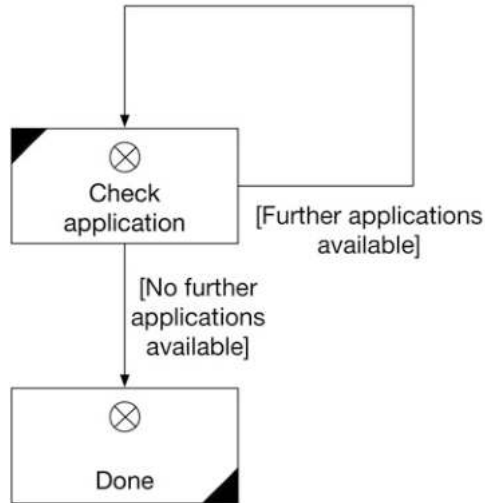 Check
application
[Further applications
available]
[No further
applications
available]
Done